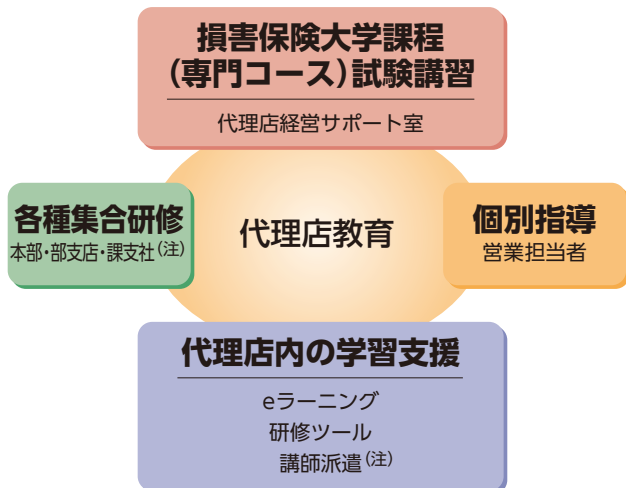 損害保険大学課程
(専門コース)試験講習
代理店経営サポート室
各種集合研修
本部・部支店・課支社(注)
代理店教育
個別指導
営業担当者
代理店内の学習支援
eラーニング
研修ツール
講師派遣(注)